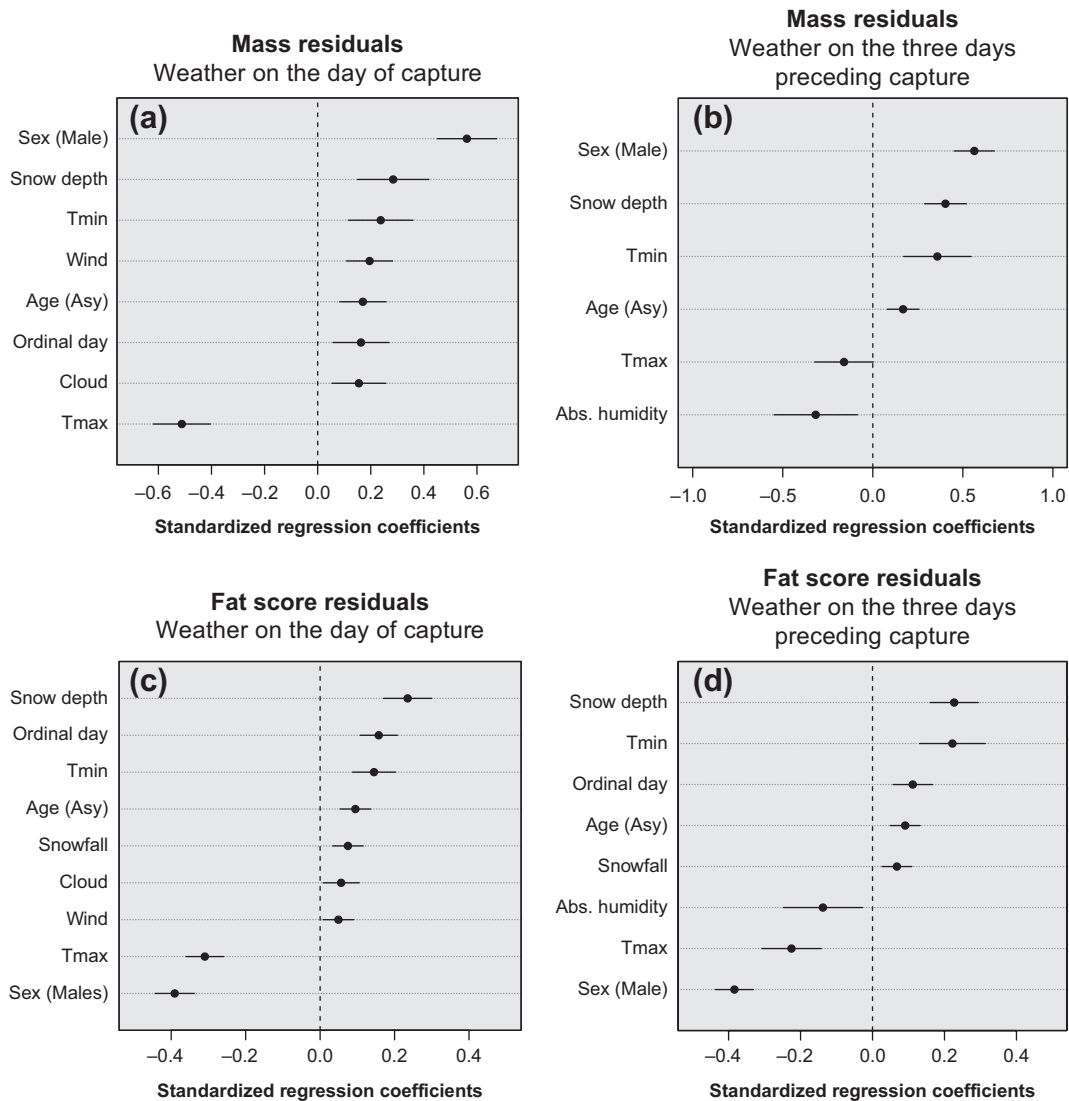 Mass residuals
Weather on the day of capture
(a)
Sex (Male)
Snow depth
Tmin
Wind
Age (Asy)
Ordinal day
Cloud
Tmax
–0.6 –0.4 –0.2 0.0 0.2 0.4 0.6
Standardized regression coefficients
Mass residuals
Weather on the three days
preceding capture
(b)
Sex (Male)
Snow depth
Tmin
Age (Asy)
Tmax
Abs. humidity
–1.0 –0.5 0.0 0.5 1.0
Standardized regression coefficients
Fat score residuals
Weather on the day of capture
(c)
Snow depth
Ordinal day
Tmin
Age (Asy)
Snowfall
Cloud
Wind
Tmax
Sex (Males)
–0.4 –0.2 0.0 0.2 0.4
Standardized regression coefficients
Fat score residuals
Weather on the three days
preceding capture
(d)
Snow depth
Tmin
Ordinal day
Age (Asy)
Snowfall
Abs. humidity
Tmax
Sex (Male)
–0.4 –0.2 0.0 0.2 0.4
Standardized regression coefficients